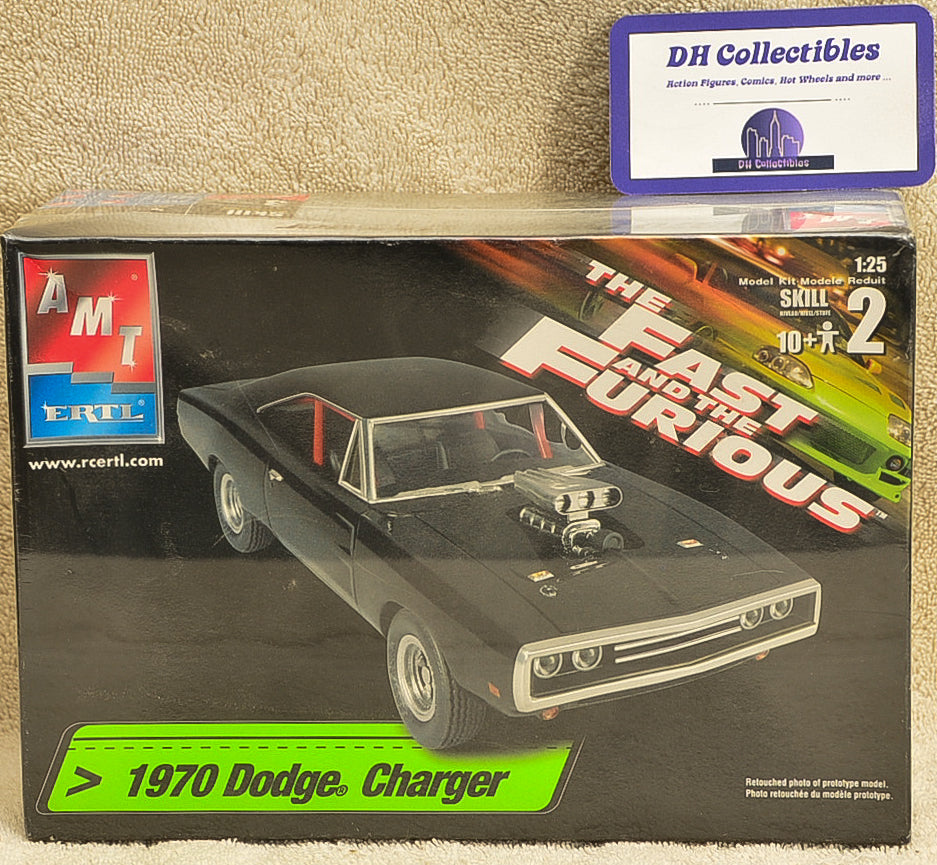 DH Collectibles
Action Figures, Comics, Hot Wheels and more ...
DH Collectibles
AMT
ERTL®
www.rcertl.com
THE
FAST
AND THE
FURIOUS™
1:25
Model Kit Modele Reduit
SKILL
2
10+
> 1970 Dodge® Charger
Retouched photo of prototype model.
Photo retouchée du modèle prototype.